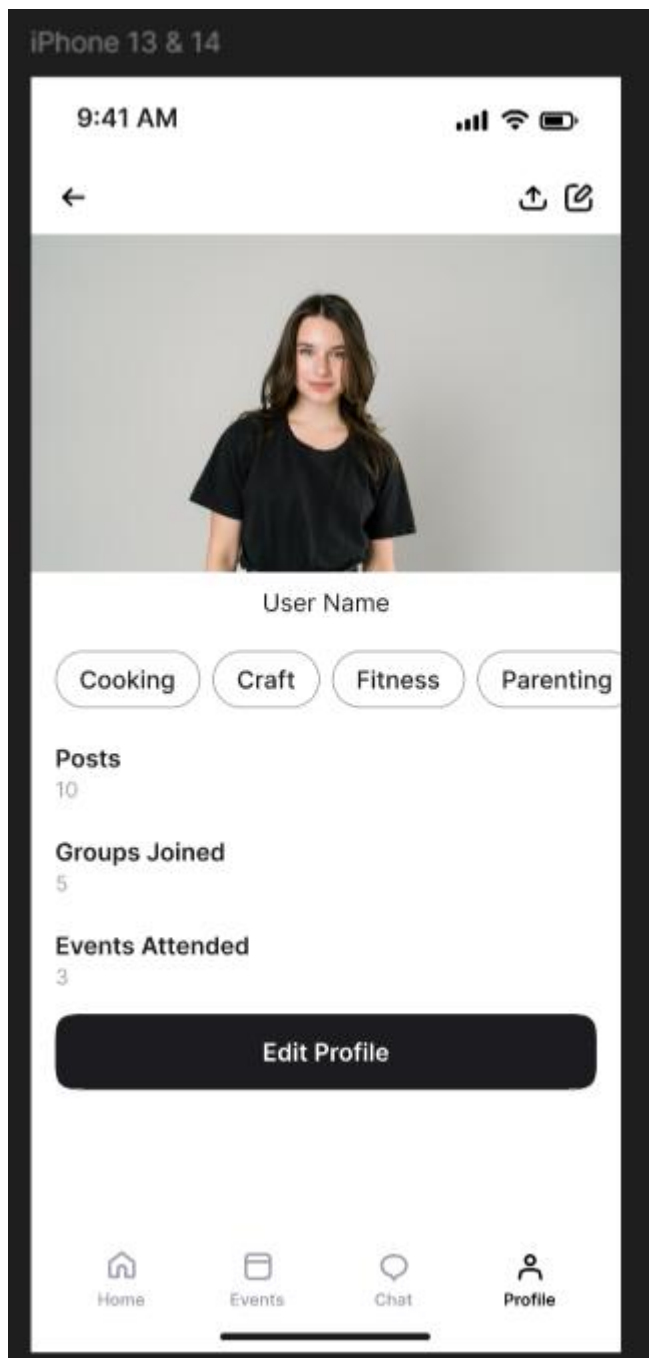 iPhone 13 & 14
9:41 AM
User Name
Cooking Craft Fitness Parenting
Posts
10
Groups Joined
5
Events Attended
3
Edit Profile
Home Events Chat Profile